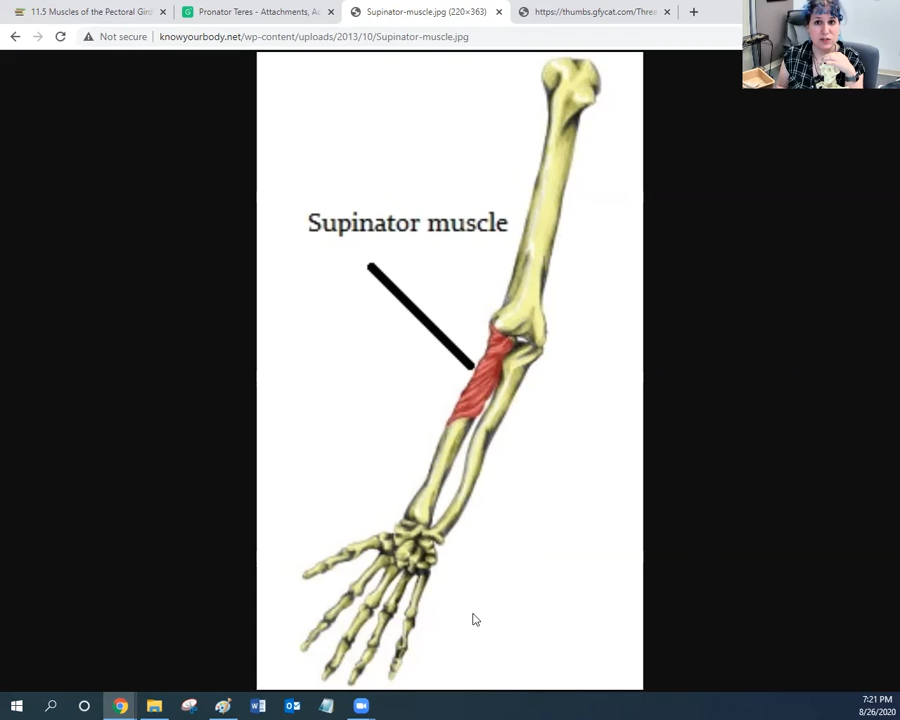 11.5 Muscles of the Pectoral Gird
Pronator Teres - Attachments, Ac
Supinator-muscle.jpg (220×363)
https://thumbs.gfycat.com/Threa
Not secure
knowyourbody.net/wp-content/uploads/2013/10/Supinator-muscle.jpg
Supinator muscle
7:21 PM
8/26/2020